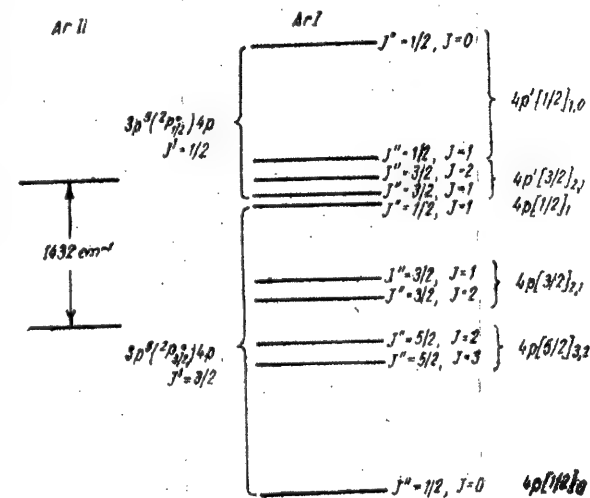 Ar II
Ar I
J" = 1/2, J=0
4p'[1/2]₁,₀
3p⁵(²P°₁/₂)4p
J' = 1/2
J" = 1/2, J=1
J" = 3/2, J=2
J" = 3/2, J=1
4p'[3/2]₂,₁
J" = 1/2, J=1
4p[1/2]₁
1432 cm⁻¹
J" = 3/2, J=1
J" = 3/2, J=2
4p[3/2]₂,₁
J" = 5/2, J=2
J" = 5/2, J=3
4p[5/2]₃,₂
3p⁵(²P°₃/₂)4p
J' = 3/2
J" = 1/2, J=0
4p[1/2]